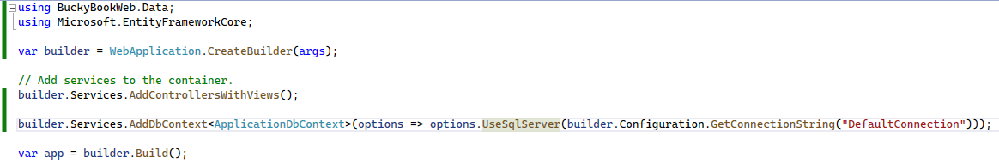 using BuckyBookWeb.Data;
using Microsoft.EntityFrameworkCore;
var builder = WebApplication.CreateBuilder(args);
// Add services to the container.
builder.Services.AddControllersWithViews();
builder.Services.AddDbContext<ApplicationDbContext>(options => options.UseSqlServer(builder.Configuration.GetConnectionString("DefaultConnection")));
var app = builder.Build();